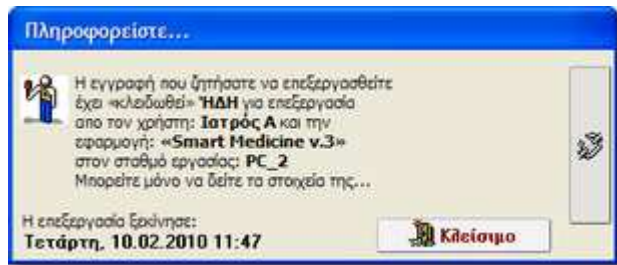 Πληροφορείστε...
Η εγγραφή που ζητήσατε να επεξεργασθείτε
έχει «κλειδωθεί» ΉΔΗ για επεξεργασία
απο τον χρήστη: Ιατρός Α και την
εφαρμογή: «Smart Medicine v.3»
στον σταθμό εργασίας: PC_2
Μπορείτε μόνο να δείτε τα στοιχεία της...
Η επεξεργασία ξεκίνησε:
Τετάρτη, 10.02.2010 11:47
Κλείσιμο